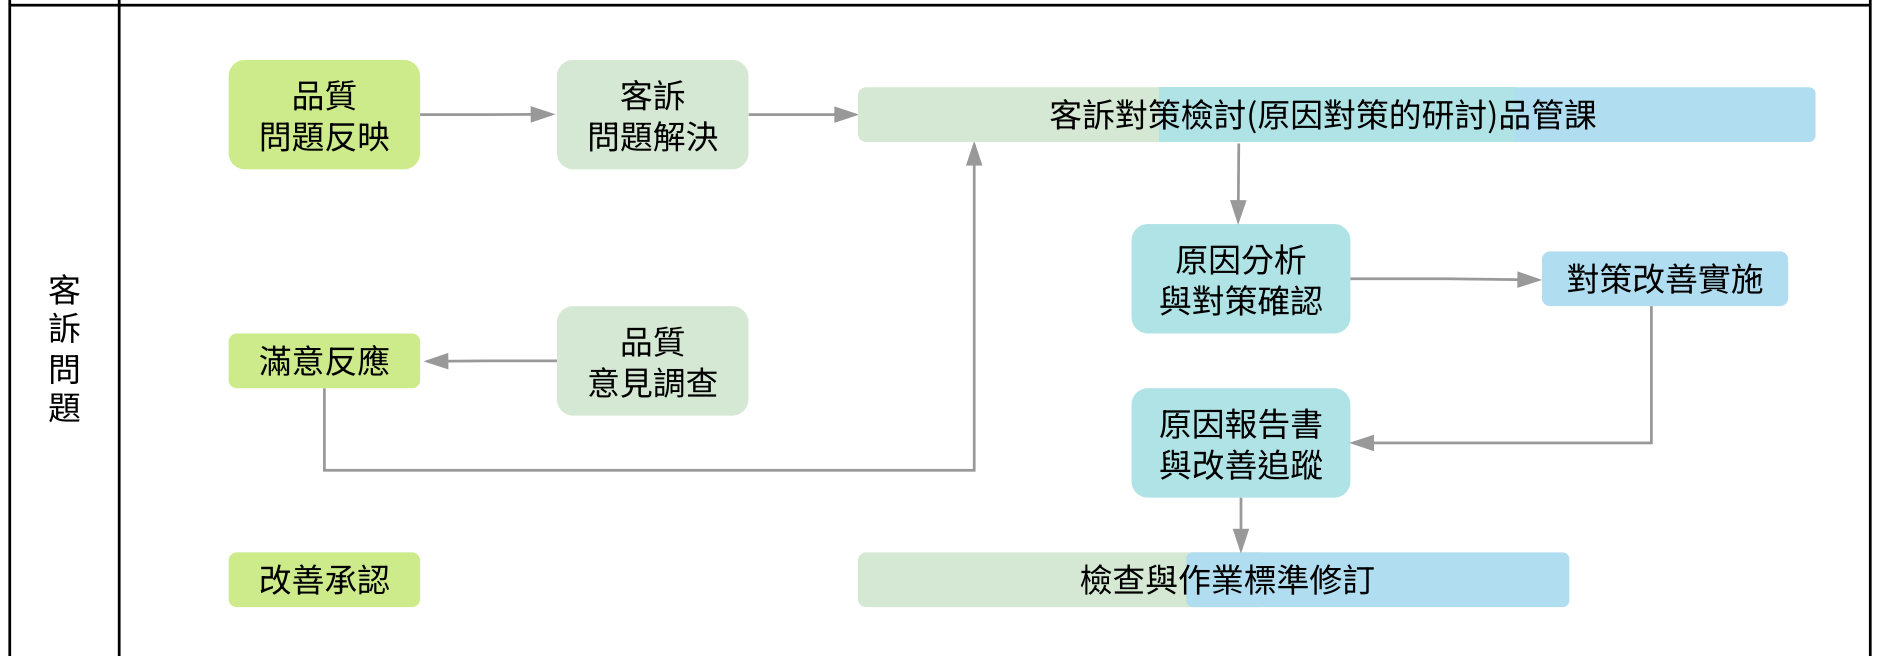 客
訴
問
題
品質
問題反映
客訴
問題解決
客訴對策檢討(原因對策的研討)品管課
原因分析
與對策確認
對策改善實施
滿意反應
品質
意見調查
原因報告書
與改善追蹤
改善承認
檢查與作業標準修訂